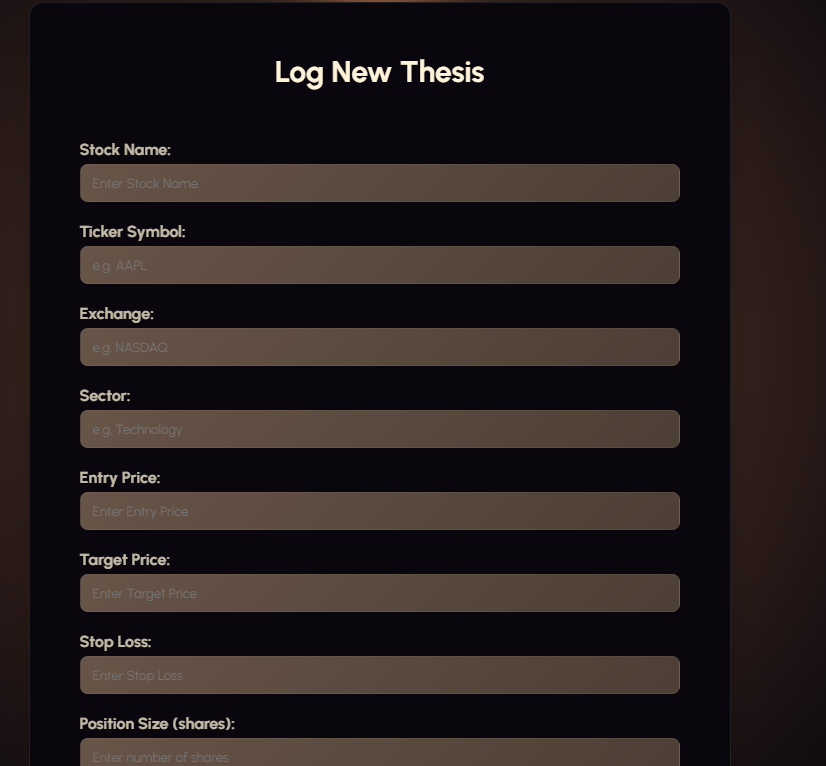 Log New Thesis
Stock Name:
Enter Stock Name
Ticker Symbol:
e.g. AAPL
Exchange:
e.g. NASDAQ
Sector:
e.g. Technology
Entry Price:
Enter Entry Price
Target Price:
Enter Target Price
Stop Loss:
Enter Stop Loss
Position Size (shares):
Enter number of shares